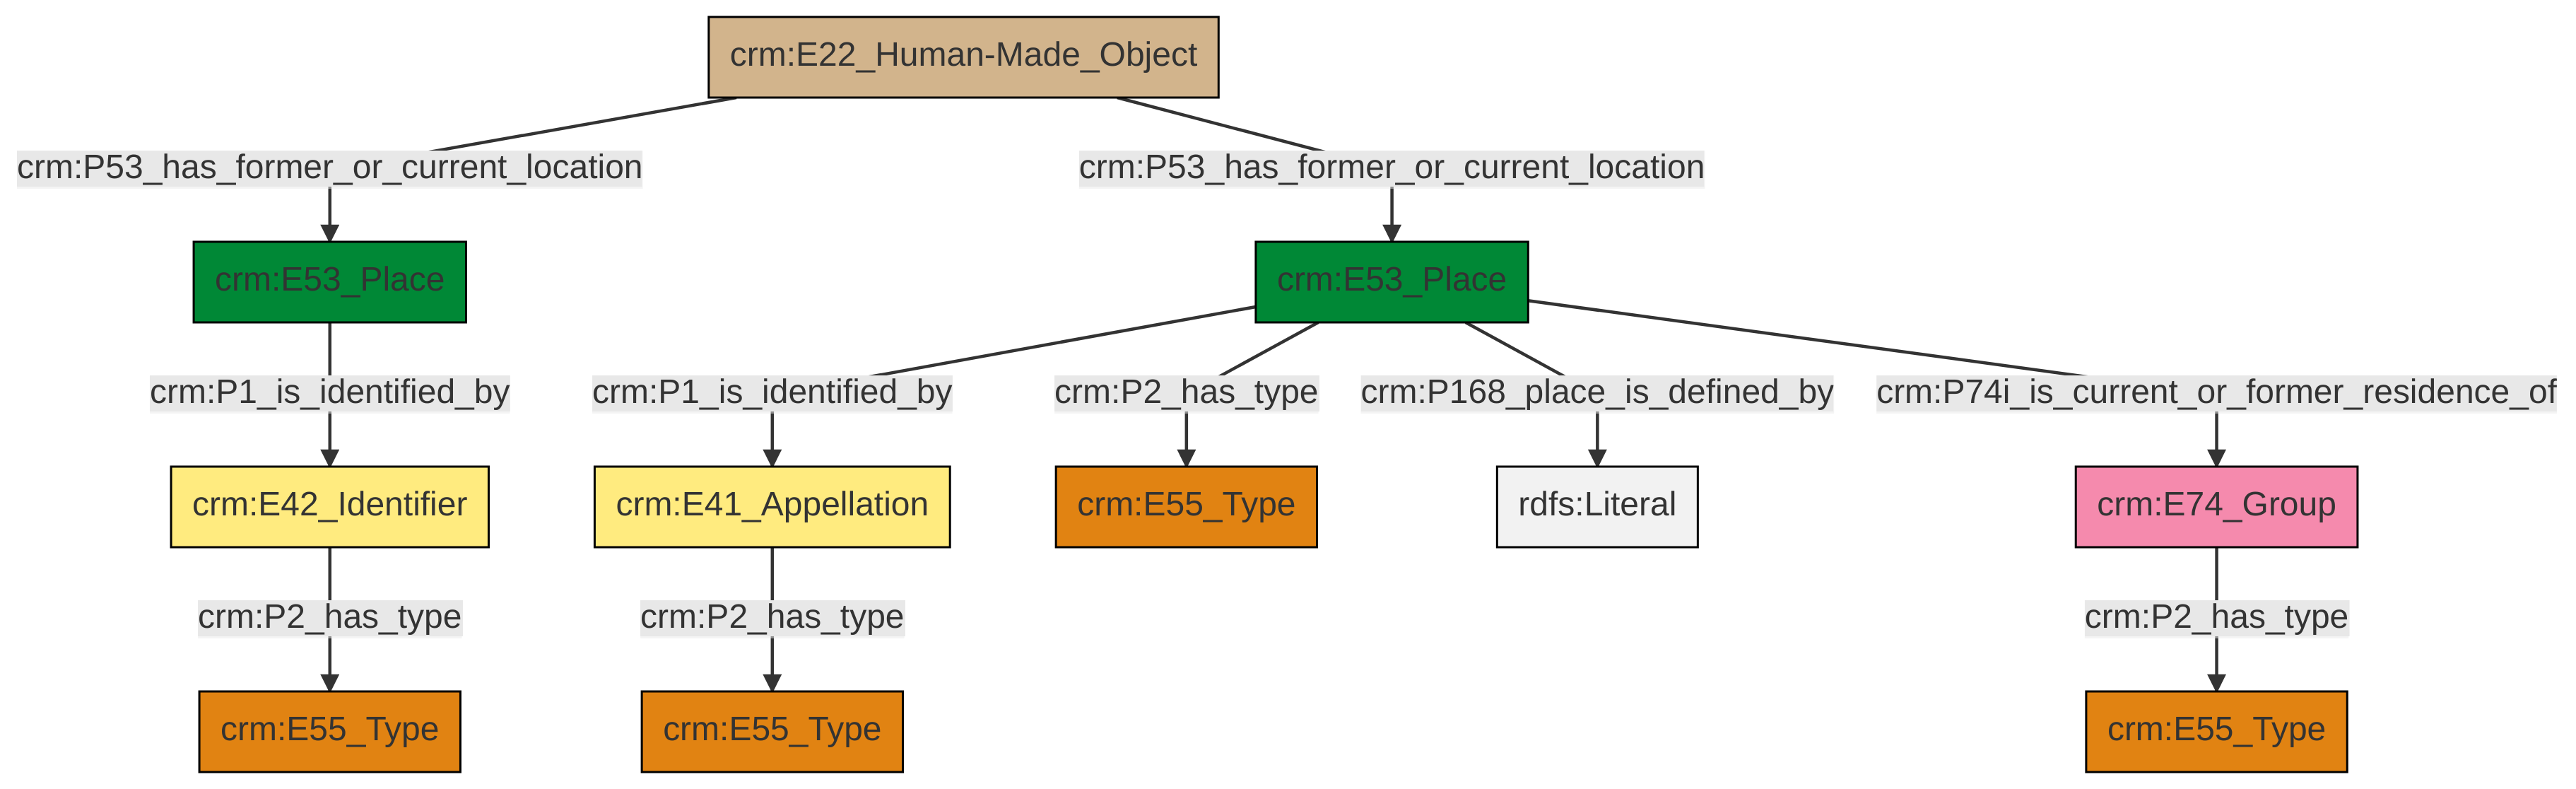 crm:E22_Human-Made_Object
crm:P53_has_former_or_current_location
crm:P53_has_former_or_current_location
crm:E53_Place
crm:E53_Place
crm:P1_is_identified_by
crm:P1_is_identified_by
crm:P2_has_type
crm:P168_place_is_defined_by
crm:P74i_is_current_or_former_residence_of
crm:E42_Identifier
crm:E41_Appellation
crm:E55_Type
rdfs:Literal
crm:E74_Group
crm:P2_has_type
crm:P2_has_type
crm:P2_has_type
crm:E55_Type
crm:E55_Type
crm:E55_Type